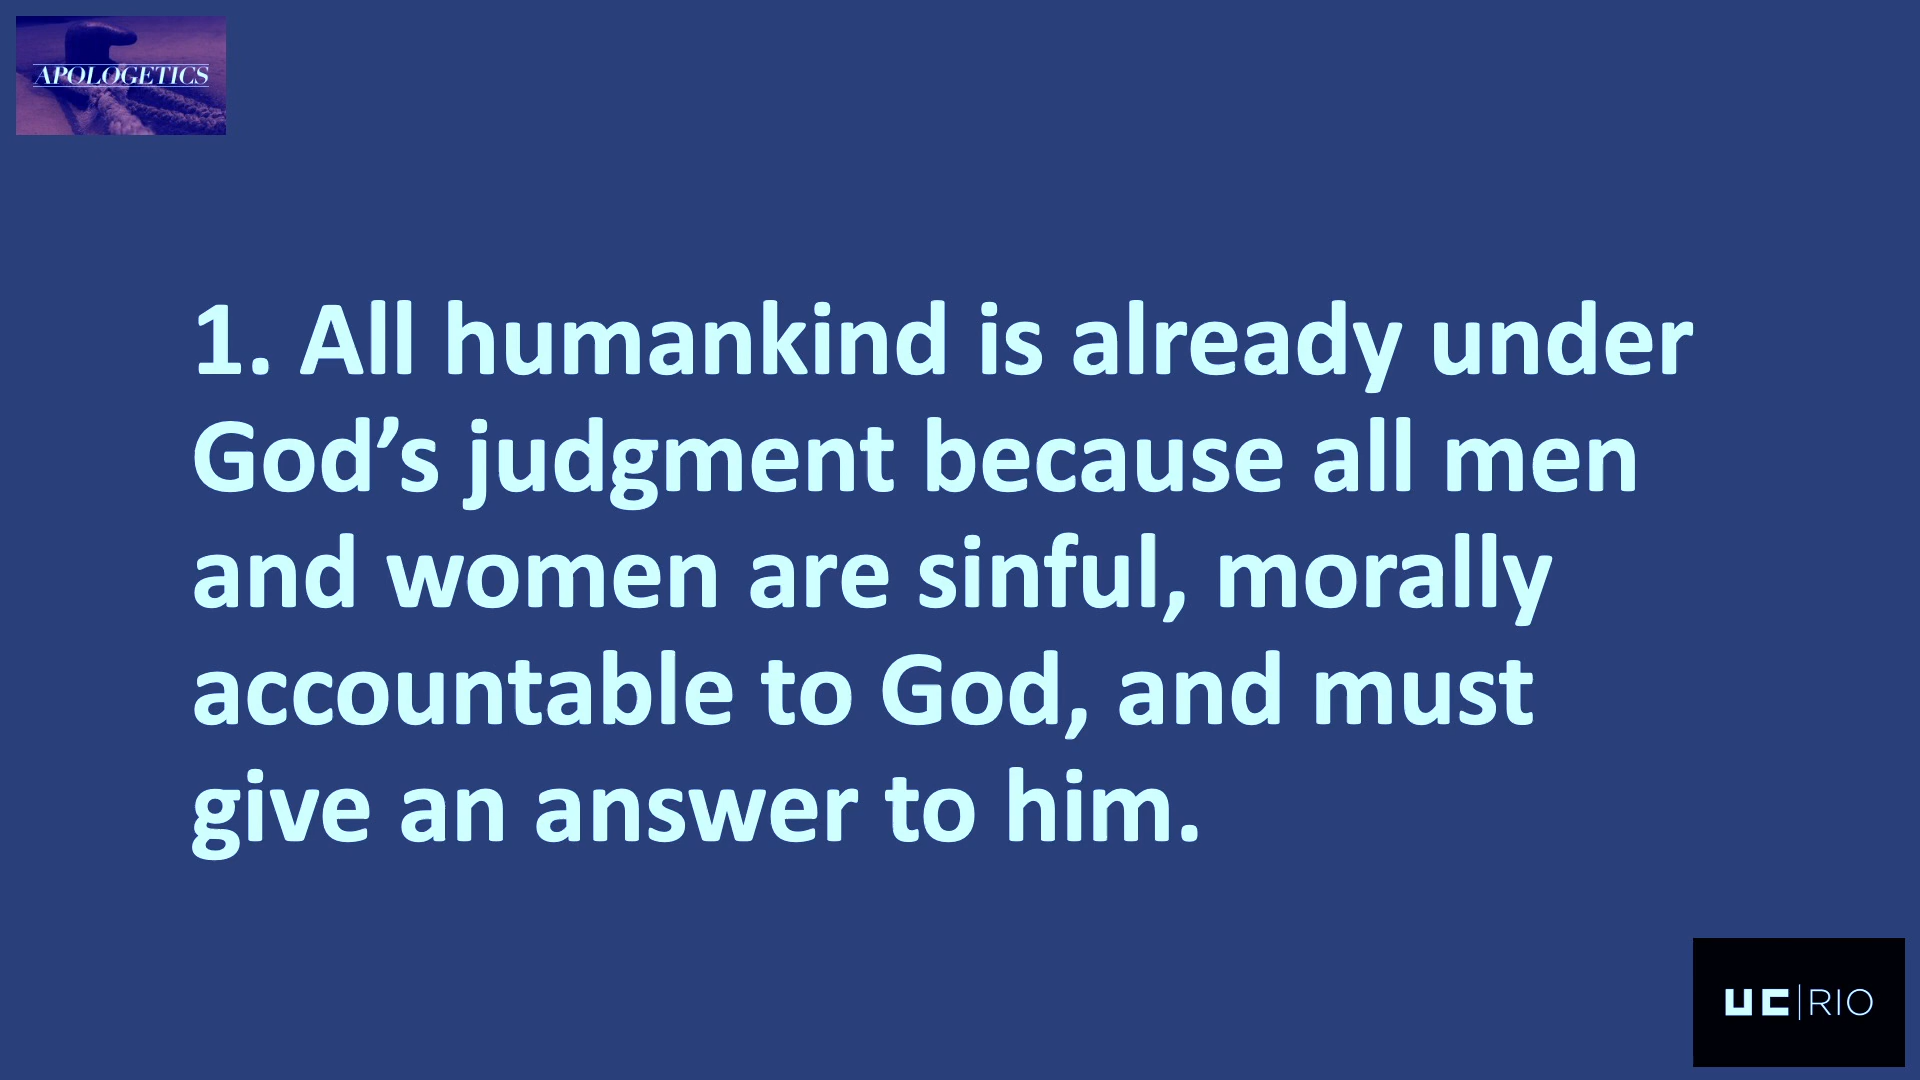 APOLOGETICS
1. All humankind is already under
God’s judgment because all men
and women are sinful, morally
accountable to God, and must
give an answer to him.
UC|RIO